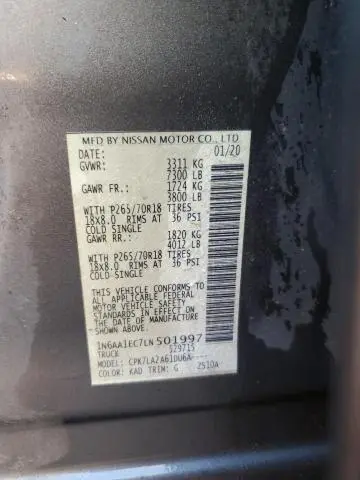 MFD BY NISSAN MOTOR CO., LTD.
DATE: 01/20
GVWR: 3311 KG
7300 LB
GAWR FR.: 1724 KG
3800 LB
WITH P265/70R18 TIRES
18X8.0 RIMS AT 36 PSI
COLD SINGLE
GAWR RR.: 1820 KG
4012 LB
WITH P265/70R18 TIRES
18X8.0 RIMS AT 36 PSI
COLD SINGLE
THIS VEHICLE CONFORMS TO
ALL APPLICABLE FEDERAL
MOTOR VEHICLE SAFETY
STANDARDS IN EFFECT ON
THE DATE OF MANUFACTURE
SHOWN ABOVE.
1N6AA1EC7LN501997
TRUCK 529715
MODEL: CPK7LA2A61DU6A----
COLOR: KAD TRIM: G 2510A